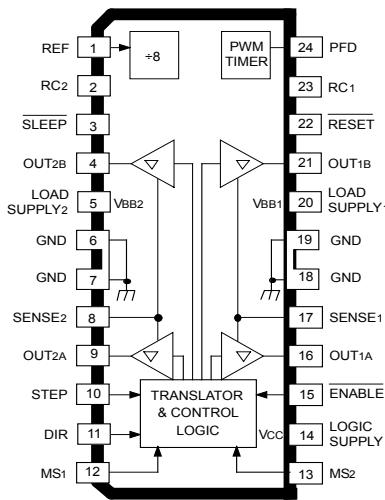 REF 1 ÷8 PWM TIMER 24 PFD
RC2 2 23 RC1
SLEEP 3 22 RESET
OUT2B 4 21 OUT1B
LOAD SUPPLY2 5 VBB2 VBB1 20 LOAD SUPPLY1
GND 6 19 GND
GND 7 18 GND
SENSE2 8 17 SENSE1
OUT2A 9 16 OUT1A
STEP 10 TRANSLATOR & CONTROL LOGIC 15 ENABLE
DIR 11 VCC 14 LOGIC SUPPLY
MS1 12 13 MS2